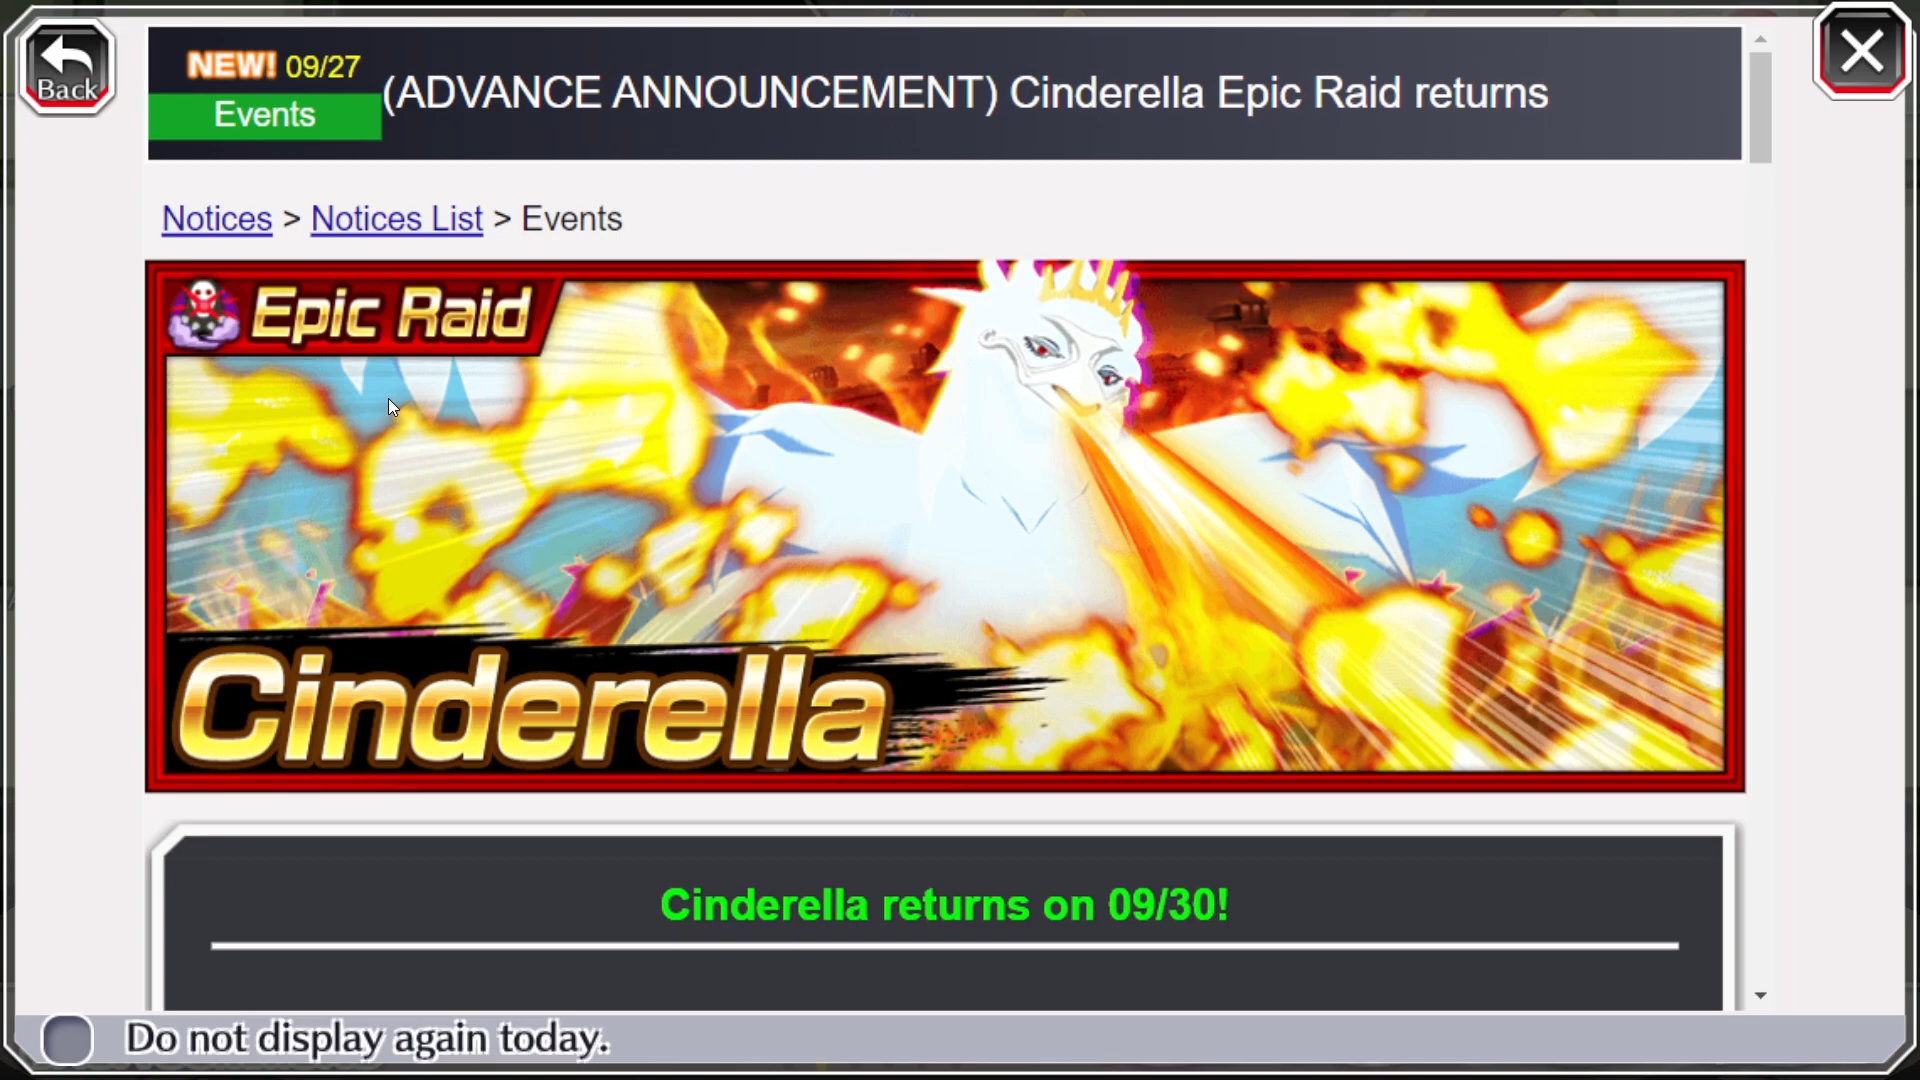 Back
NEW! 09/27
Events
(ADVANCE ANNOUNCEMENT) Cinderella Epic Raid returns
Notices > Notices List > Events
Epic Raid
Cinderella
Cinderella returns on 09/30!
Do not display again today.